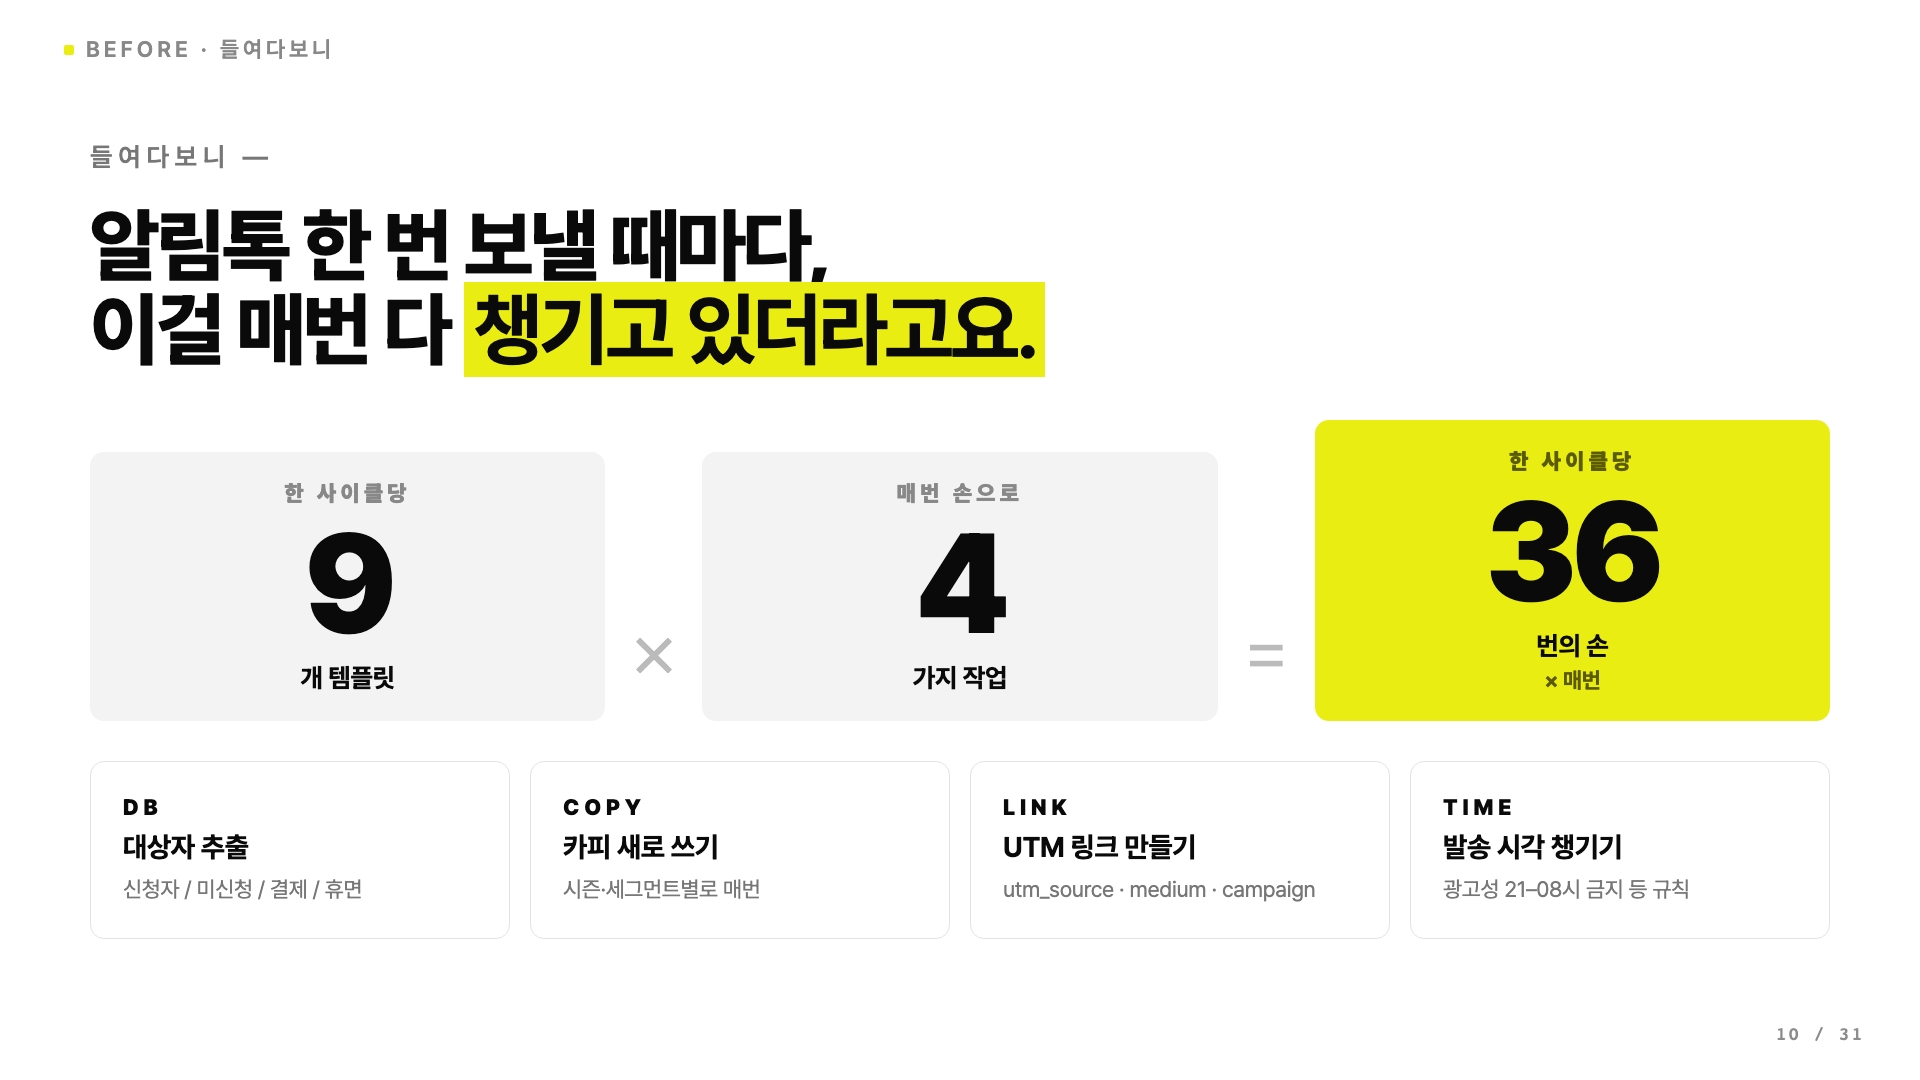 BEFORE · 들여다보니
들여다보니 —
알림톡 한 번 보낼 때마다,
이걸 매번 다 챙기고 있더라고요.
한 사이클당
9
개 템플릿
×
매번 손으로
4
가지 작업
=
한 사이클당
36
번의 손
× 매번
DB
대상자 추출
신청자 / 미신청 / 결제 / 휴면
COPY
카피 새로 쓰기
시즌·세그먼트별로 매번
LINK
UTM 링크 만들기
utm_source · medium · campaign
TIME
발송 시각 챙기기
광고성 21–08시 금지 등 규칙
10 / 31